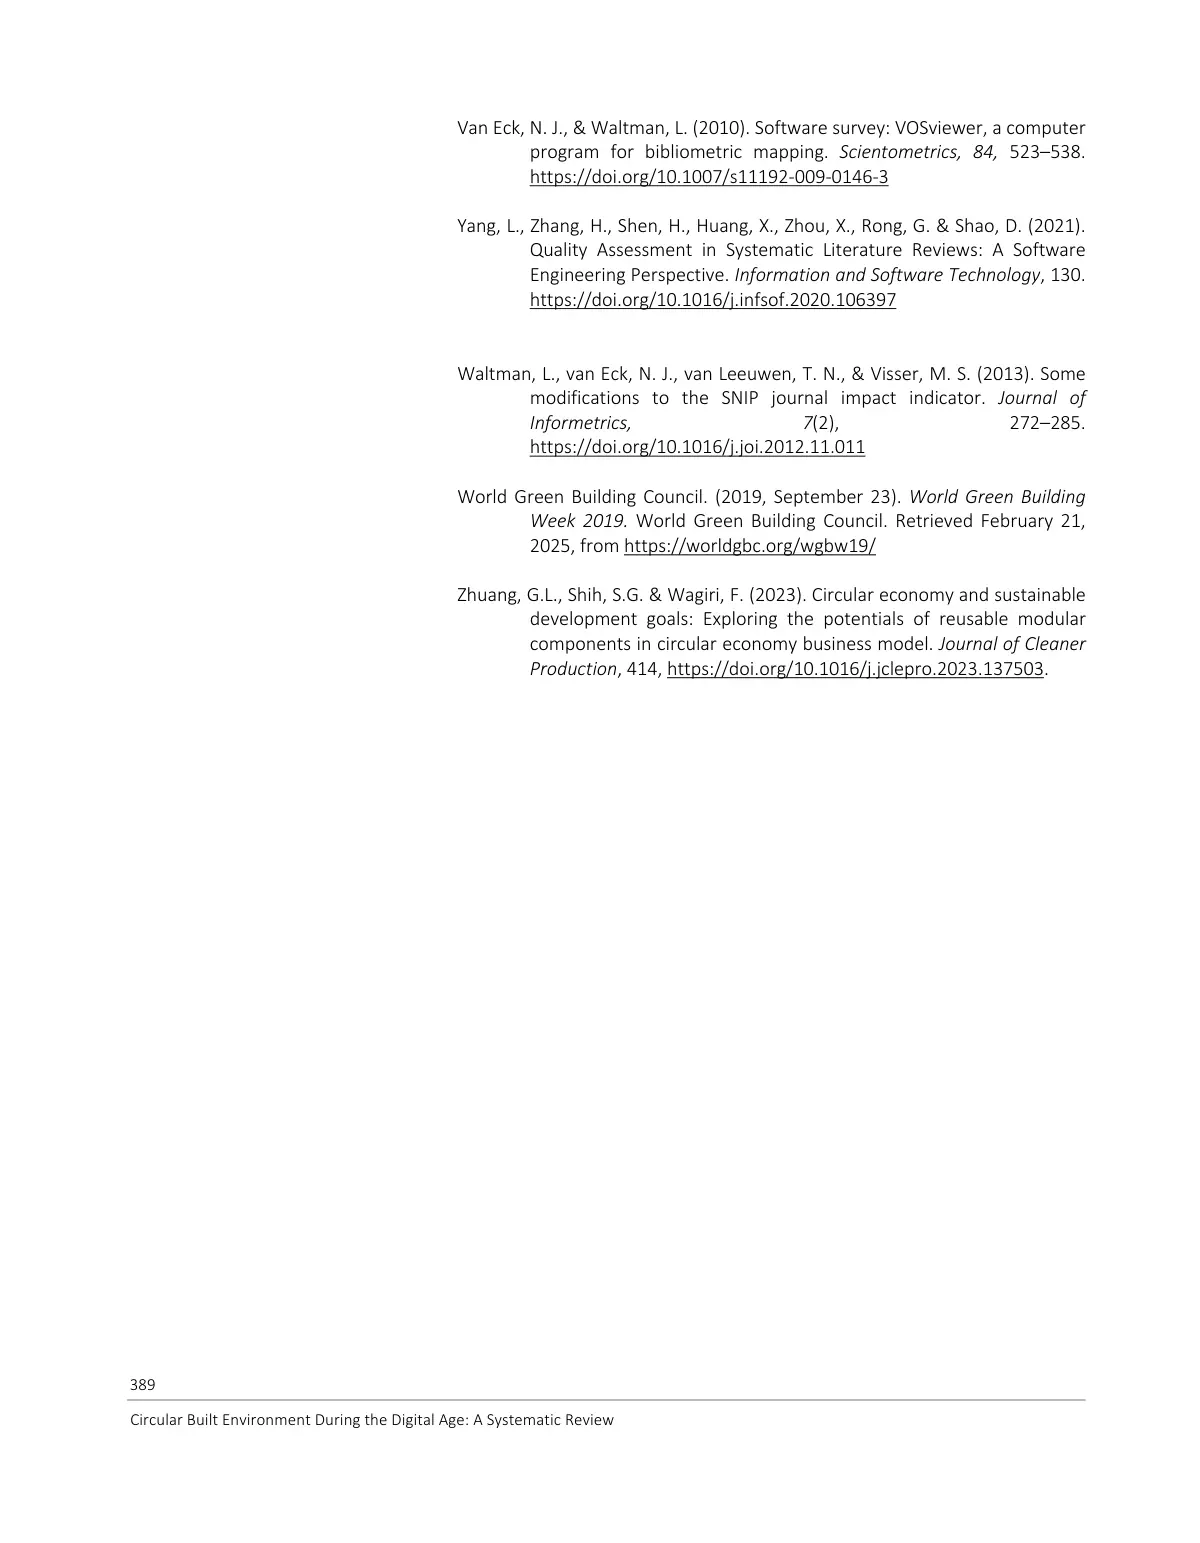 Van Eck, N. J., & Waltman, L. (2010). Software survey: VOSviewer, a computer
program for bibliometric mapping. Scientometrics, 84, 523–538.
https://doi.org/10.1007/s11192-009-0146-3
Yang, L., Zhang, H., Shen, H., Huang, X., Zhou, X., Rong, G. & Shao, D. (2021).
Quality Assessment in Systematic Literature Reviews: A Software
Engineering Perspective. Information and Software Technology, 130.
https://doi.org/10.1016/j.infsof.2020.106397
Waltman, L., van Eck, N. J., van Leeuwen, T. N., & Visser, M. S. (2013). Some
modifications to the SNIP journal impact indicator. Journal of
Informetrics, 7(2), 272–285.
https://doi.org/10.1016/j.joi.2012.11.011
World Green Building Council. (2019, September 23). World Green Building
Week 2019. World Green Building Council. Retrieved February 21,
2025, from https://worldgbc.org/wgbw19/
Zhuang, G.L., Shih, S.G. & Wagiri, F. (2023). Circular economy and sustainable
development goals: Exploring the potentials of reusable modular
components in circular economy business model. Journal of Cleaner
Production, 414, https://doi.org/10.1016/j.jclepro.2023.137503.
389
Circular Built Environment During the Digital Age: A Systematic Review